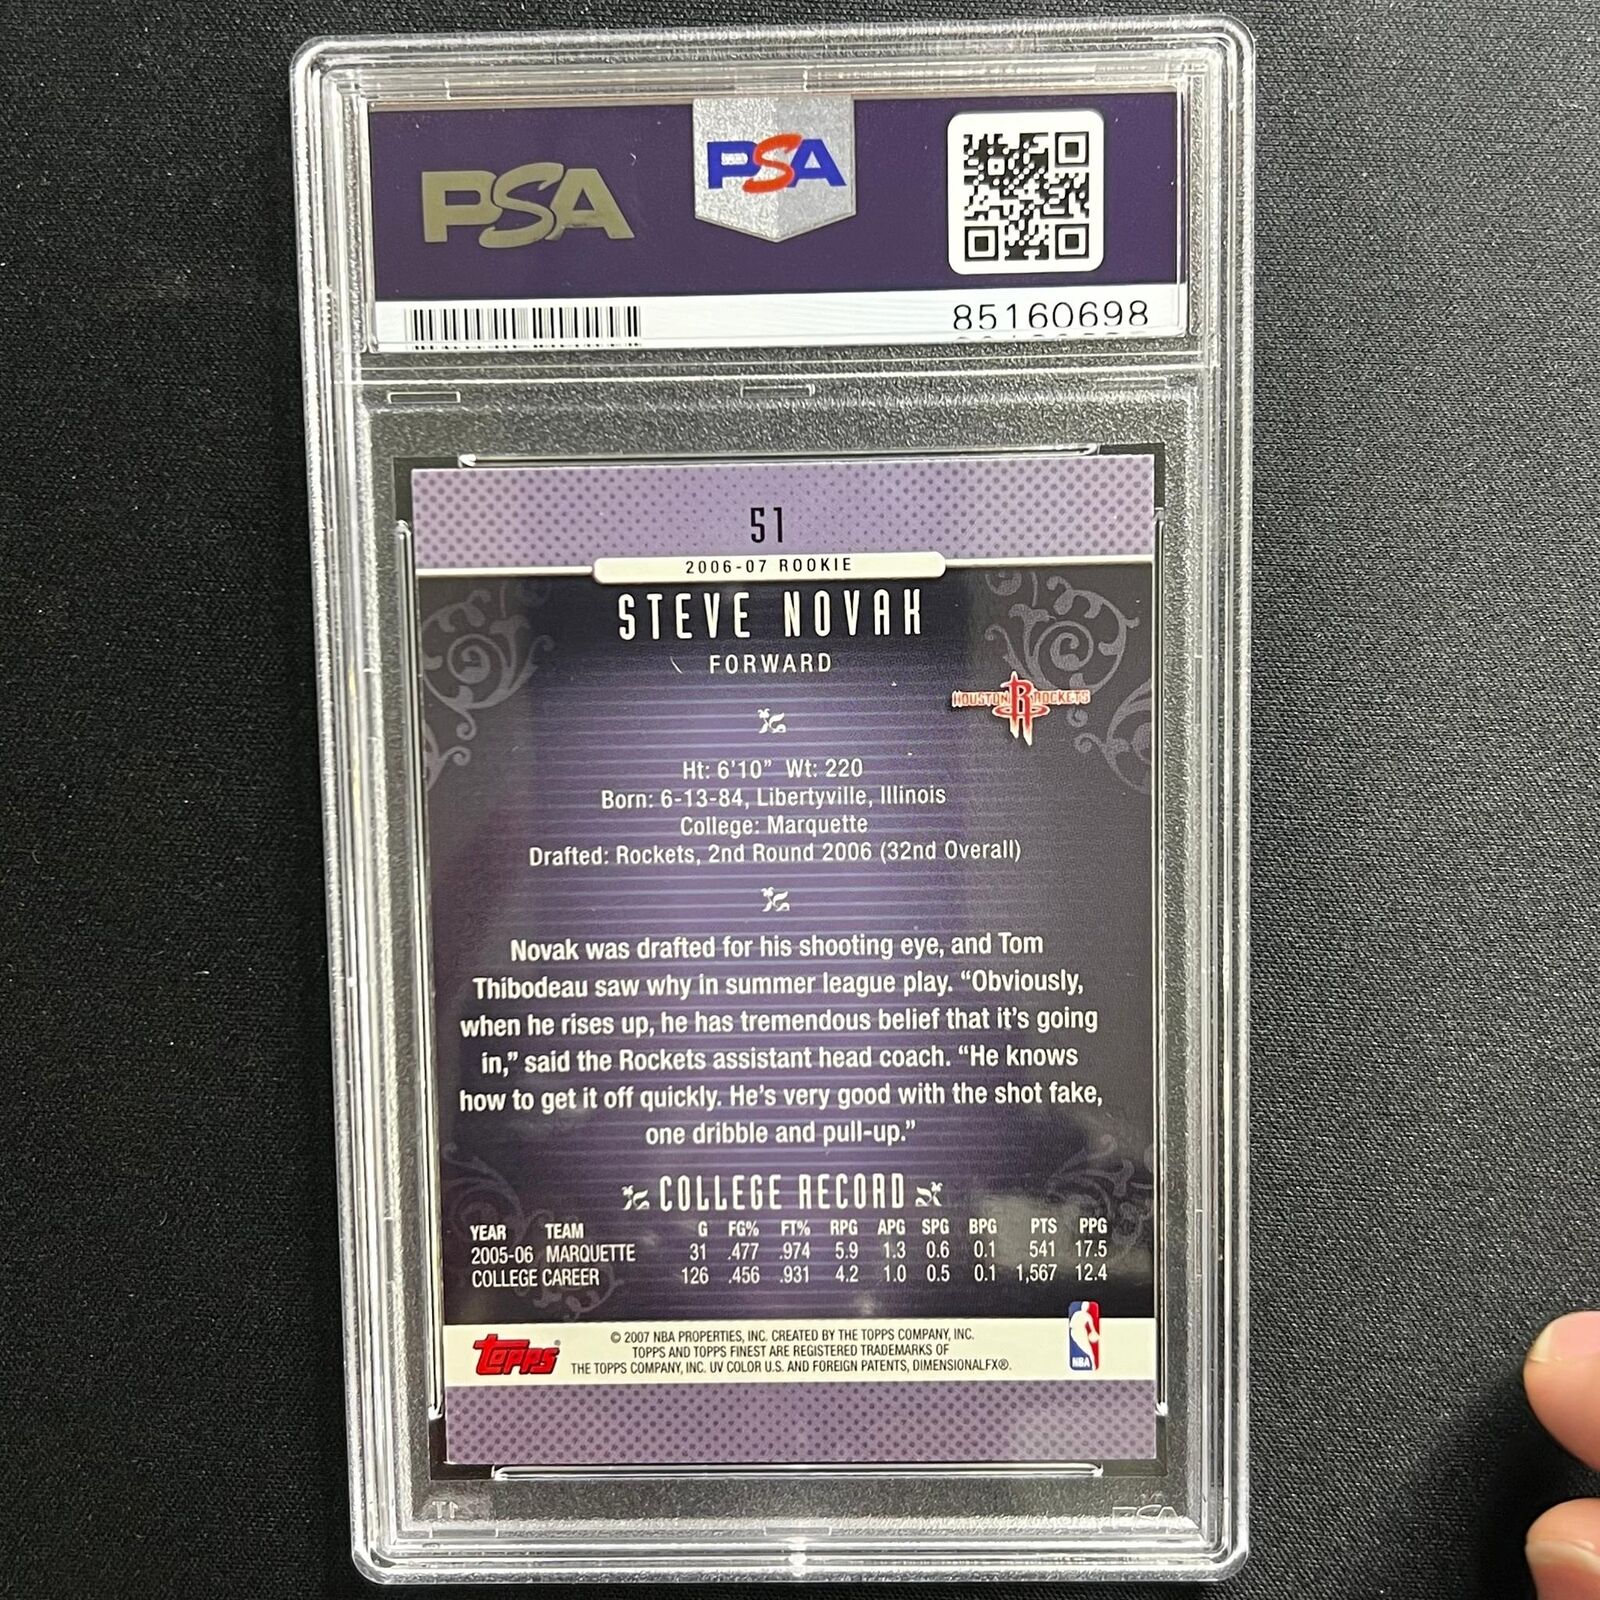 PSA
PSA
85160698
51
2006-07 ROOKIE
STEVE NOVAK
FORWARD
HOUSTON ROCKETS
Ht: 6'10" Wt: 220
Born: 6-13-84, Libertyville, Illinois
College: Marquette
Drafted: Rockets, 2nd Round 2006 (32nd Overall)
Novak was drafted for his shooting eye, and Tom
Thibodeau saw why in summer league play. “Obviously,
when he rises up, he has tremendous belief that it’s going
in,” said the Rockets assistant head coach. “He knows
how to get it off quickly. He’s very good with the shot fake,
one dribble and pull-up.”
COLLEGE RECORD
YEAR TEAM G FG% FT% RPG APG SPG BPG PTS PPG
2005-06 MARQUETTE 31 .477 .974 5.9 1.3 0.6 0.1 541 17.5
COLLEGE CAREER 126 .456 .931 4.2 1.0 0.5 0.1 1,567 12.4
topps®
© 2007 NBA PROPERTIES, INC. CREATED BY THE TOPPS COMPANY, INC.
TOPPS AND TOPPS FINEST ARE REGISTERED TRADEMARKS OF
THE TOPPS COMPANY, INC. UV COLOR U.S. AND FOREIGN PATENTS, DIMENSIONALFX®.
NBA
PSA